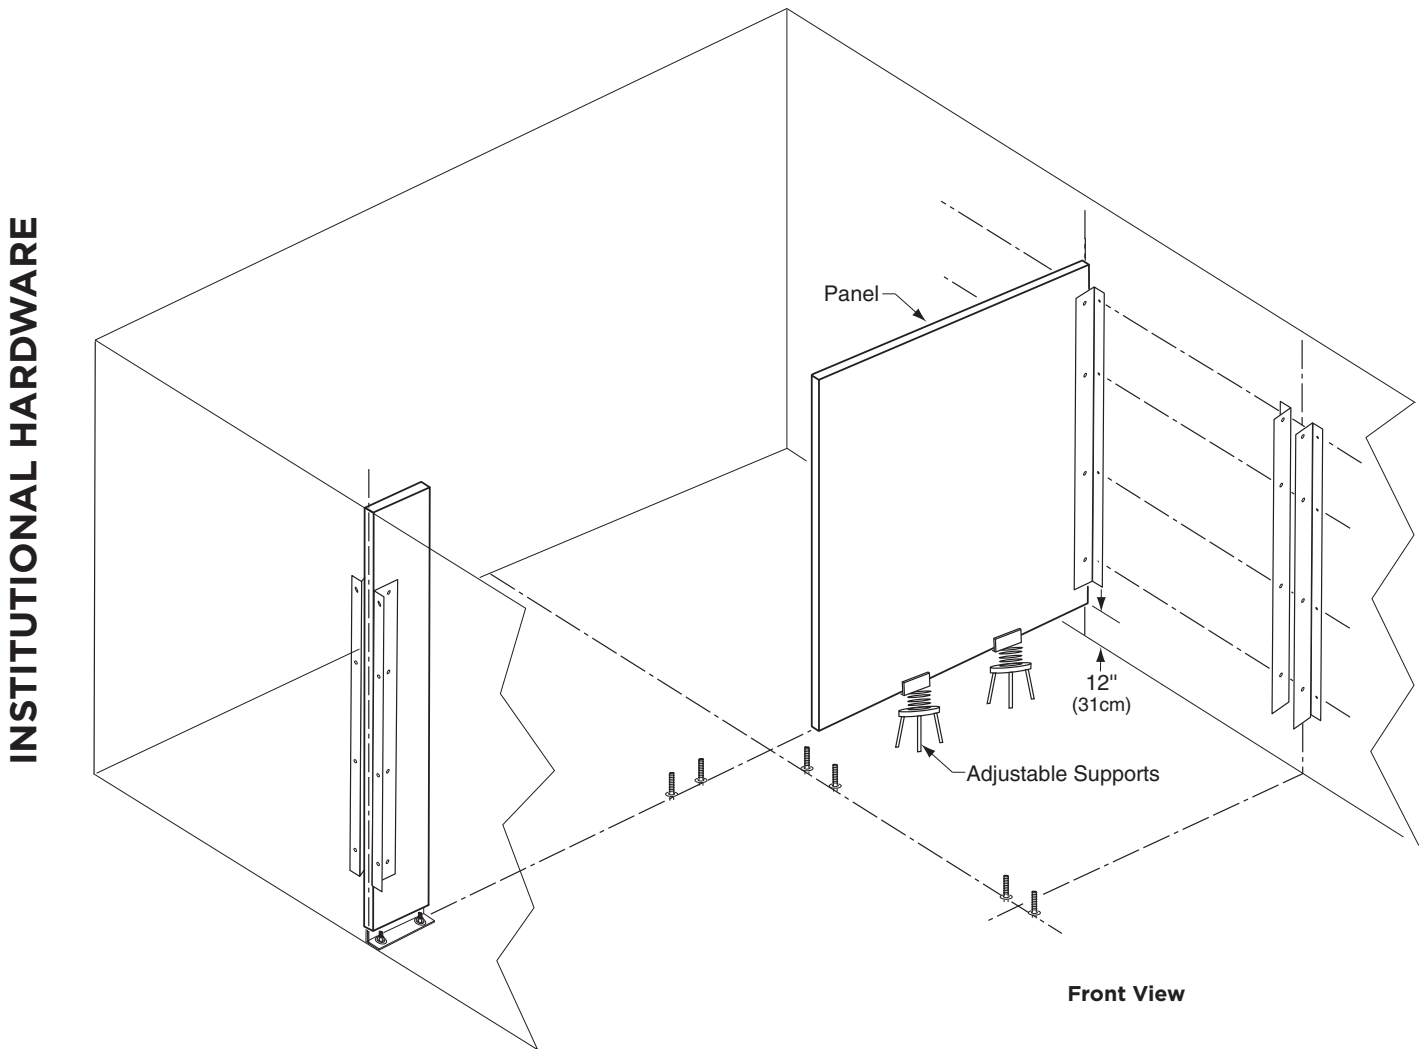 INSTITUTIONAL HARDWARE
Panel
12"
(31cm)
Adjustable Supports
Front View